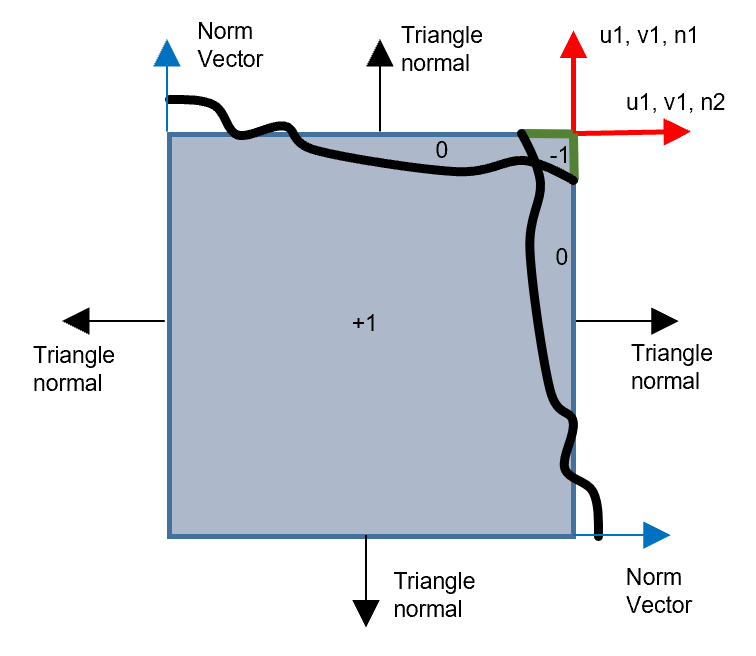 Norm
Vector
Triangle
normal
u1, v1, n1
u1, v1, n2
0
-1
0
+1
Triangle
normal
Triangle
normal
Triangle
normal
Norm
Vector